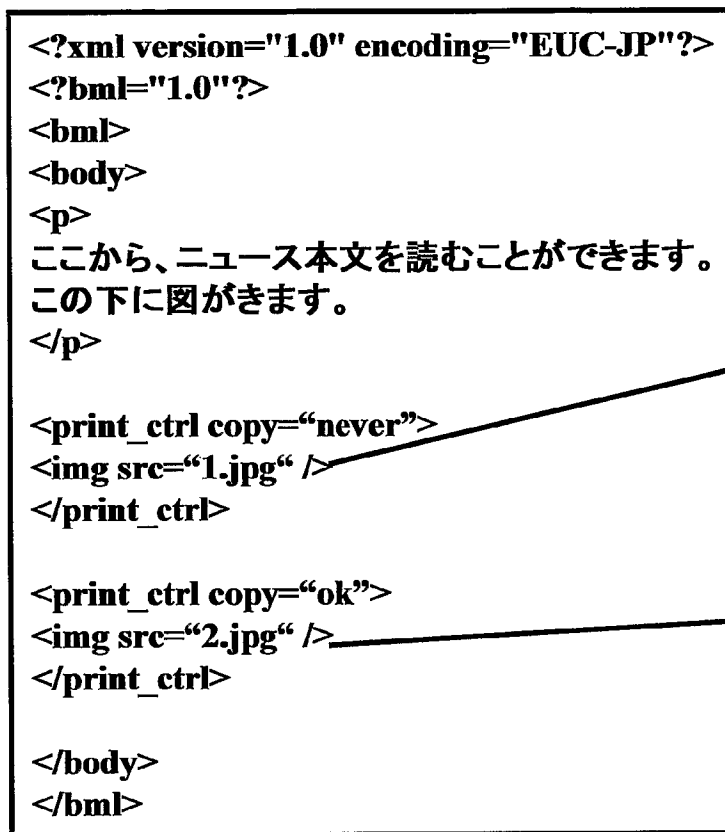 <?xml version="1.0" encoding="EUC-JP"?>
<?bml="1.0"?>
<bml>
<body>
<p>
ここから、ニュース本文を読むことができます。
この下に図がきます。
</p>
<print_ctrl copy=“never”>
<img src=“1.jpg“ />
</print_ctrl>
<print_ctrl copy=“ok”>
<img src=“2.jpg“ />
</print_ctrl>
</body>
</bml>